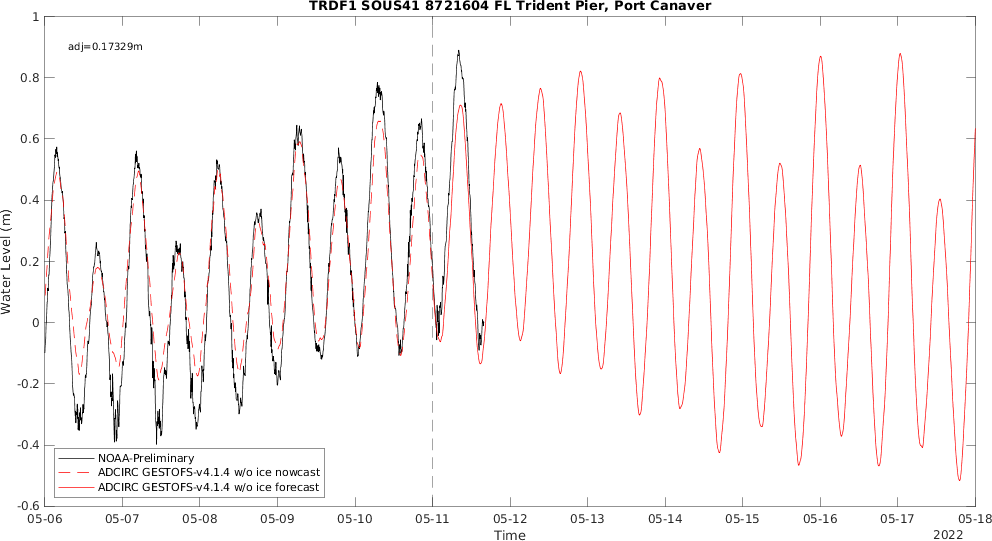 TRDF1 SOUS41 8721604 FL Trident Pier, Port Canaver
adj=0.17329m
Water Level (m)
1
0.8
0.6
0.4
0.2
0
-0.2
-0.4
-0.6
NOAA-Preliminary
ADCIRC GESTOFS-v4.1.4 w/o ice nowcast
ADCIRC GESTOFS-v4.1.4 w/o ice forecast
05-06 05-07 05-08 05-09 05-10 05-11 05-12 05-13 05-14 05-15 05-16 05-17 05-18
Time
2022